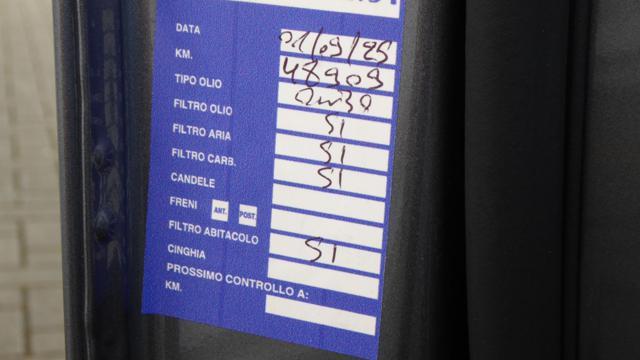 DATA 01/09/25
KM. 48909
TIPO OLIO 0W30
FILTRO OLIO SI
FILTRO ARIA SI
FILTRO CARB. SI
CANDELE
FRENI ANT. POST.
FILTRO ABITACOLO SI
CINGHIA
PROSSIMO CONTROLLO A:
KM.